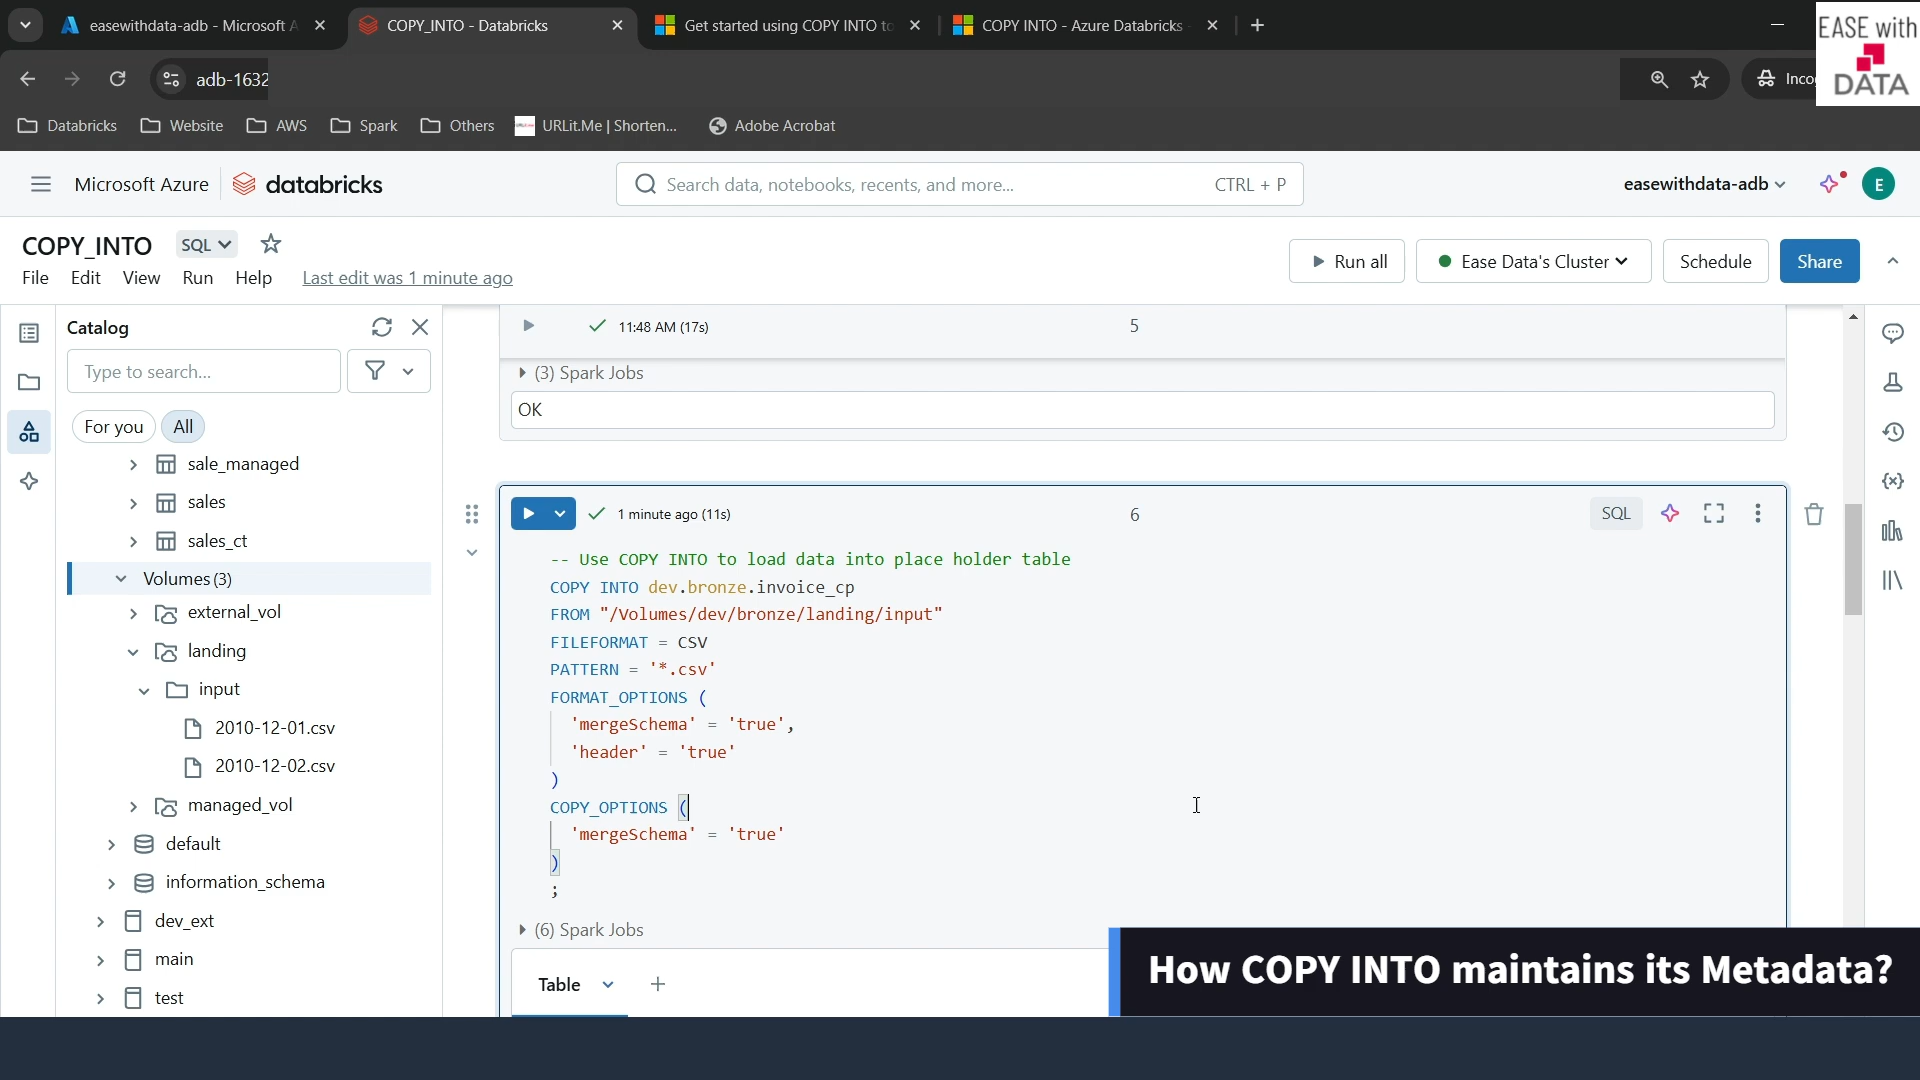 easewithdata-adb - Microsoft A
COPY_INTO - Databricks
Get started using COPY INTO to
COPY INTO - Azure Databricks -
EASE with
DATA
adb-1632
Inco
Databricks
Website
AWS
Spark
Others
URLit.Me | Shorten...
Adobe Acrobat
Microsoft Azure
databricks
Search data, notebooks, recents, and more...
CTRL + P
easewithdata-adb
E
COPY_INTO
SQL
File Edit View Run Help
Last edit was 1 minute ago
Run all
Ease Data's Cluster
Schedule
Share
Catalog
Type to search...
For you
All
sale_managed
sales
sales_ct
Volumes (3)
external_vol
landing
input
2010-12-01.csv
2010-12-02.csv
managed_vol
default
information_schema
dev_ext
main
test
11:48 AM (17s)
5
(3) Spark Jobs
OK
1 minute ago (11s)
6
SQL
-- Use COPY INTO to load data into place holder table
COPY INTO dev.bronze.invoice_cp
FROM "/Volumes/dev/bronze/landing/input"
FILEFORMAT = CSV
PATTERN = '*.csv'
FORMAT_OPTIONS (
'mergeSchema' = 'true',
'header' = 'true'
)
COPY_OPTIONS (
'mergeSchema' = 'true'
)
;
(6) Spark Jobs
Table
How COPY INTO maintains its Metadata?